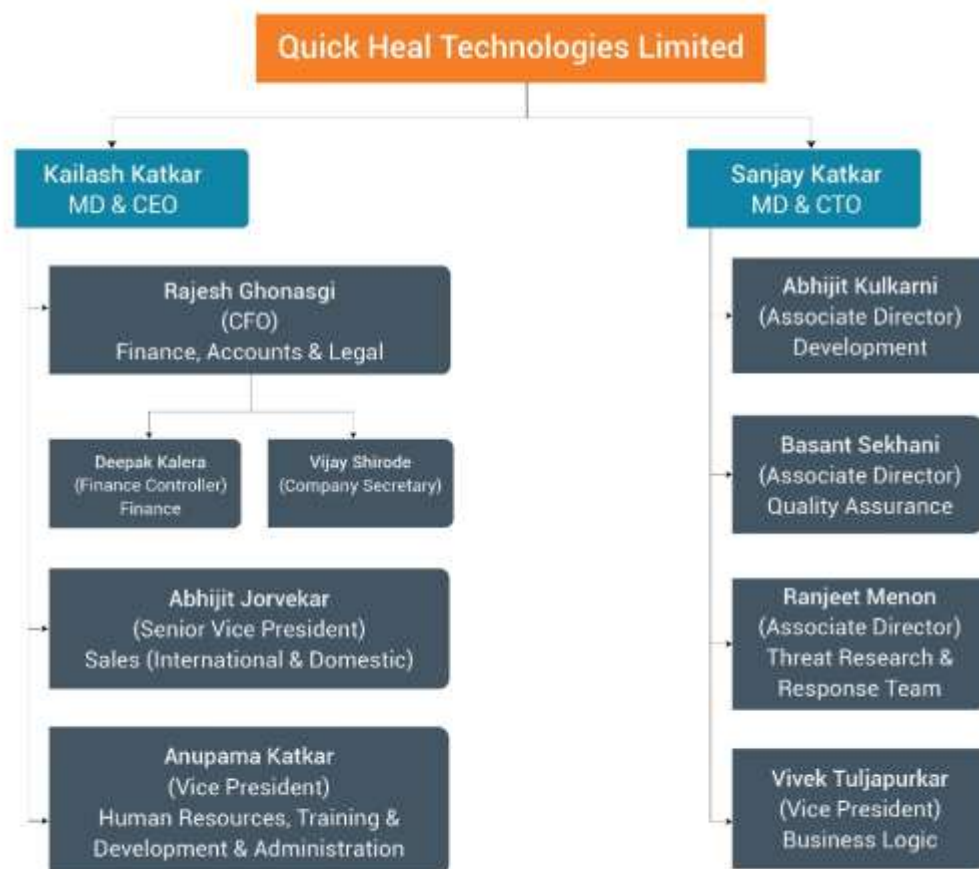 Quick Heal Technologies Limited
Kailash Katkar
MD & CEO
Rajesh Ghonasgi
(CFO)
Finance, Accounts & Legal
Deepak Kalera
(Finance Controller)
Finance
Vijay Shirode
(Company Secretary)
Abhijit Jorvekar
(Senior Vice President)
Sales (International & Domestic)
Anupama Katkar
(Vice President)
Human Resources, Training &
Development & Administration
Sanjay Katkar
MD & CTO
Abhijit Kulkarni
(Associate Director)
Development
Basant Sekhani
(Associate Director)
Quality Assurance
Ranjeet Menon
(Associate Director)
Threat Research &
Response Team
Vivek Tuljapurkar
(Vice President)
Business Logic